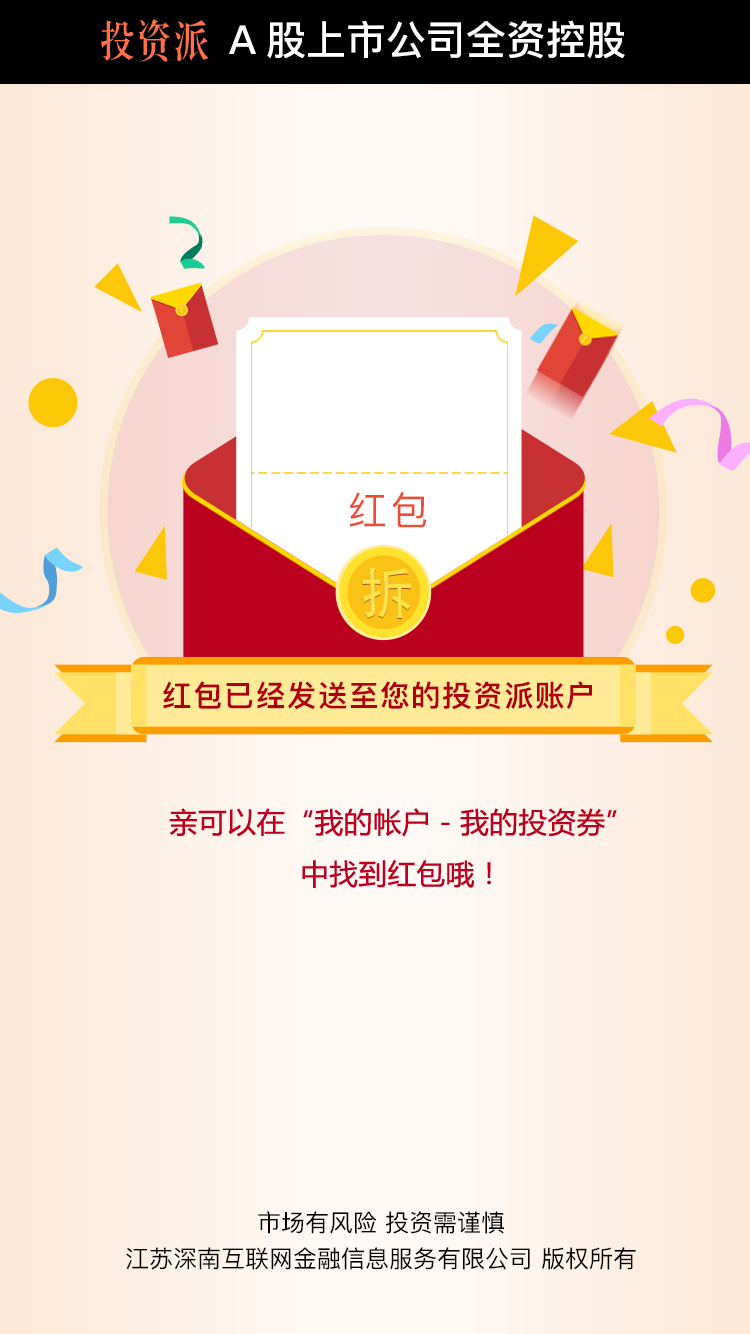 投资派 A 股上市公司全资控股
红包
拆
红包已经发送至您的投资派账户
亲可以在“我的帐户 - 我的投资券”
中找到红包哦！
市场有风险 投资需谨慎
江苏深南互联网金融信息服务有限公司 版权所有